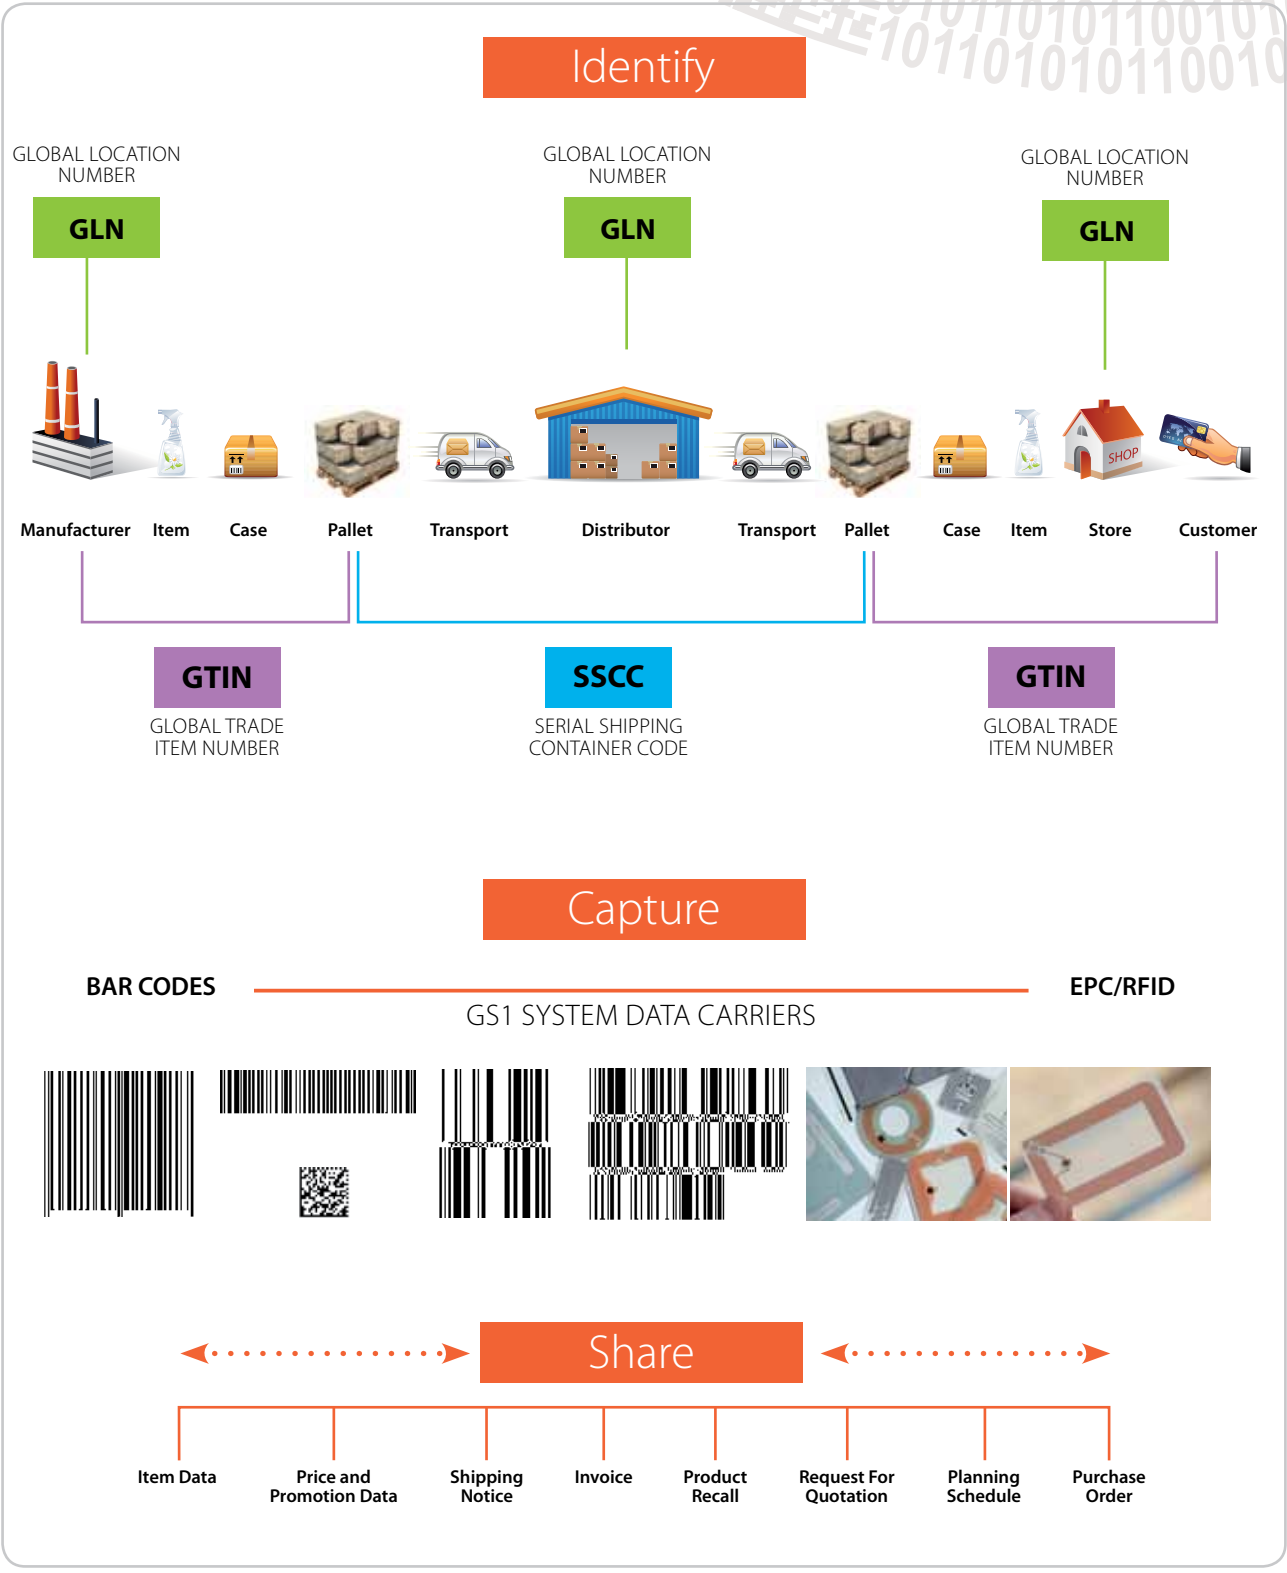 10110101100101
1011010101110010
Identify
GLOBAL LOCATION
NUMBER
GLN
GLOBAL LOCATION
NUMBER
GLN
GLOBAL LOCATION
NUMBER
GLN
SHOP
Manufacturer Item Case Pallet Transport Distributor Transport Pallet Case Item Store Customer
GTIN
GLOBAL TRADE
ITEM NUMBER
SSCC
SERIAL SHIPPING
CONTAINER CODE
GTIN
GLOBAL TRADE
ITEM NUMBER
Capture
BAR CODES
EPC/RFID
GS1 SYSTEM DATA CARRIERS
Share
Item Data
Price and
Promotion Data
Shipping
Notice
Invoice
Product
Recall
Request For
Quotation
Planning
Schedule
Purchase
Order